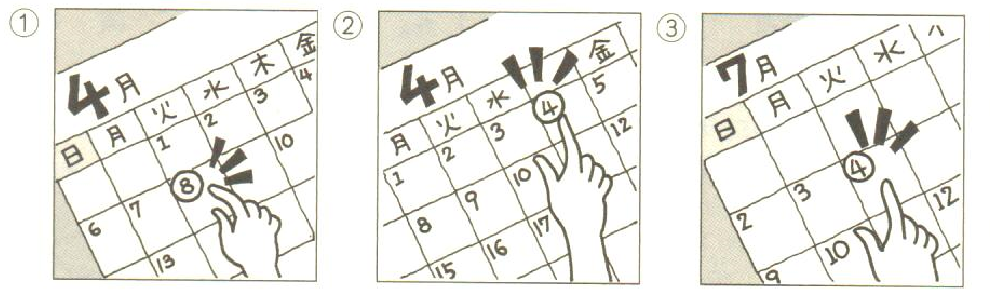 ①
4月
日 月 火 水 木 金
1 2 3 4
6 7 ⑧ 10
13
②
4月
月 火 水 金
1 2 3 ④ 5
8 9 10 12
15 16 17
③
7月
日 月 火 水
2 3 ④
9 10 12